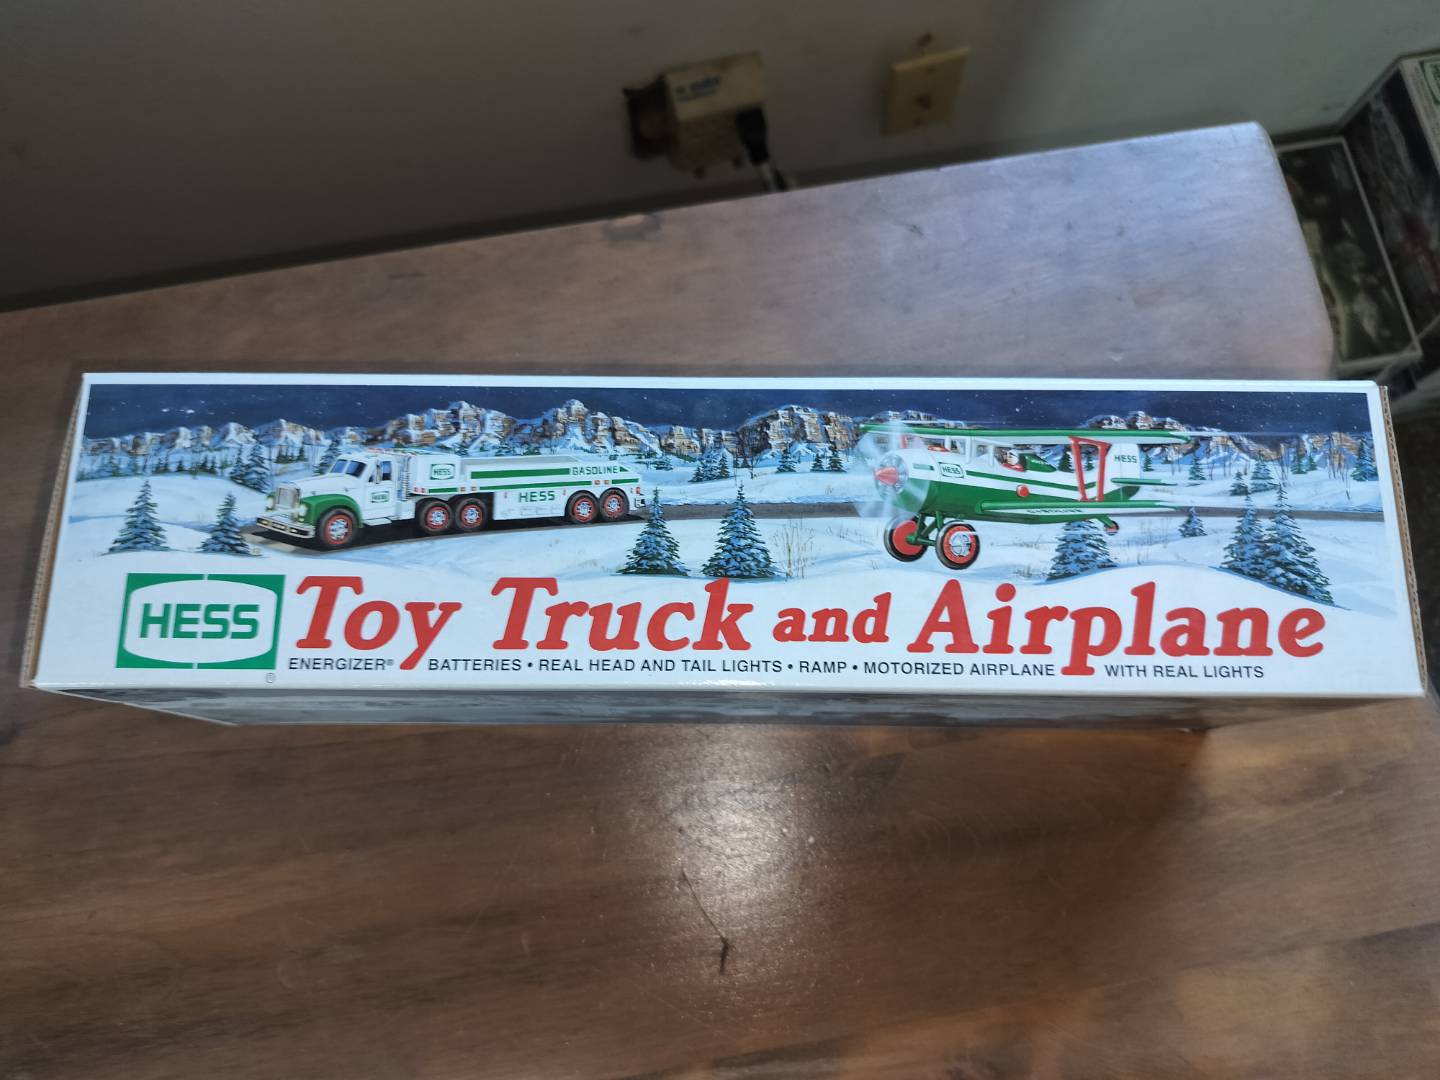 HESS
GASOLINE
HESS
HESS
HESS
HESS
HESS
Toy Truck and Airplane
ENERGIZER® BATTERIES • REAL HEAD AND TAIL LIGHTS • RAMP • MOTORIZED AIRPLANE WITH REAL LIGHTS
®